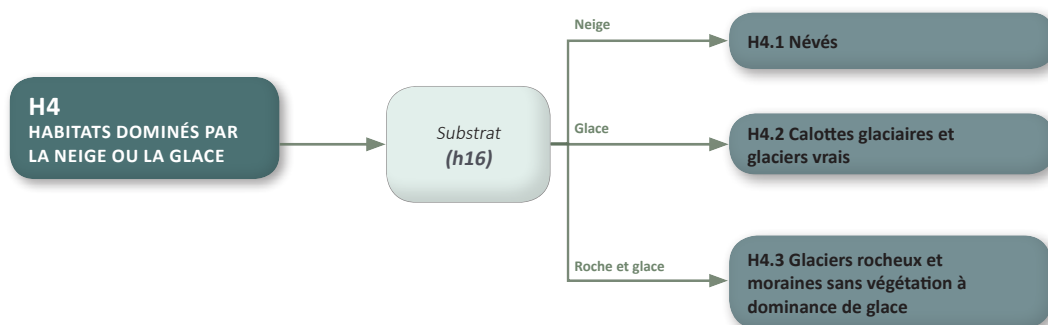 H4
HABITATS DOMINÉS PAR
LA NEIGE OU LA GLACE
Substrat
(h16)
Neige
H4.1 Névés
Glace
H4.2 Calottes glaciaires et
glaciers vrais
Roche et glace
H4.3 Glaciers rocheux et
moraines sans végétation à
dominance de glace